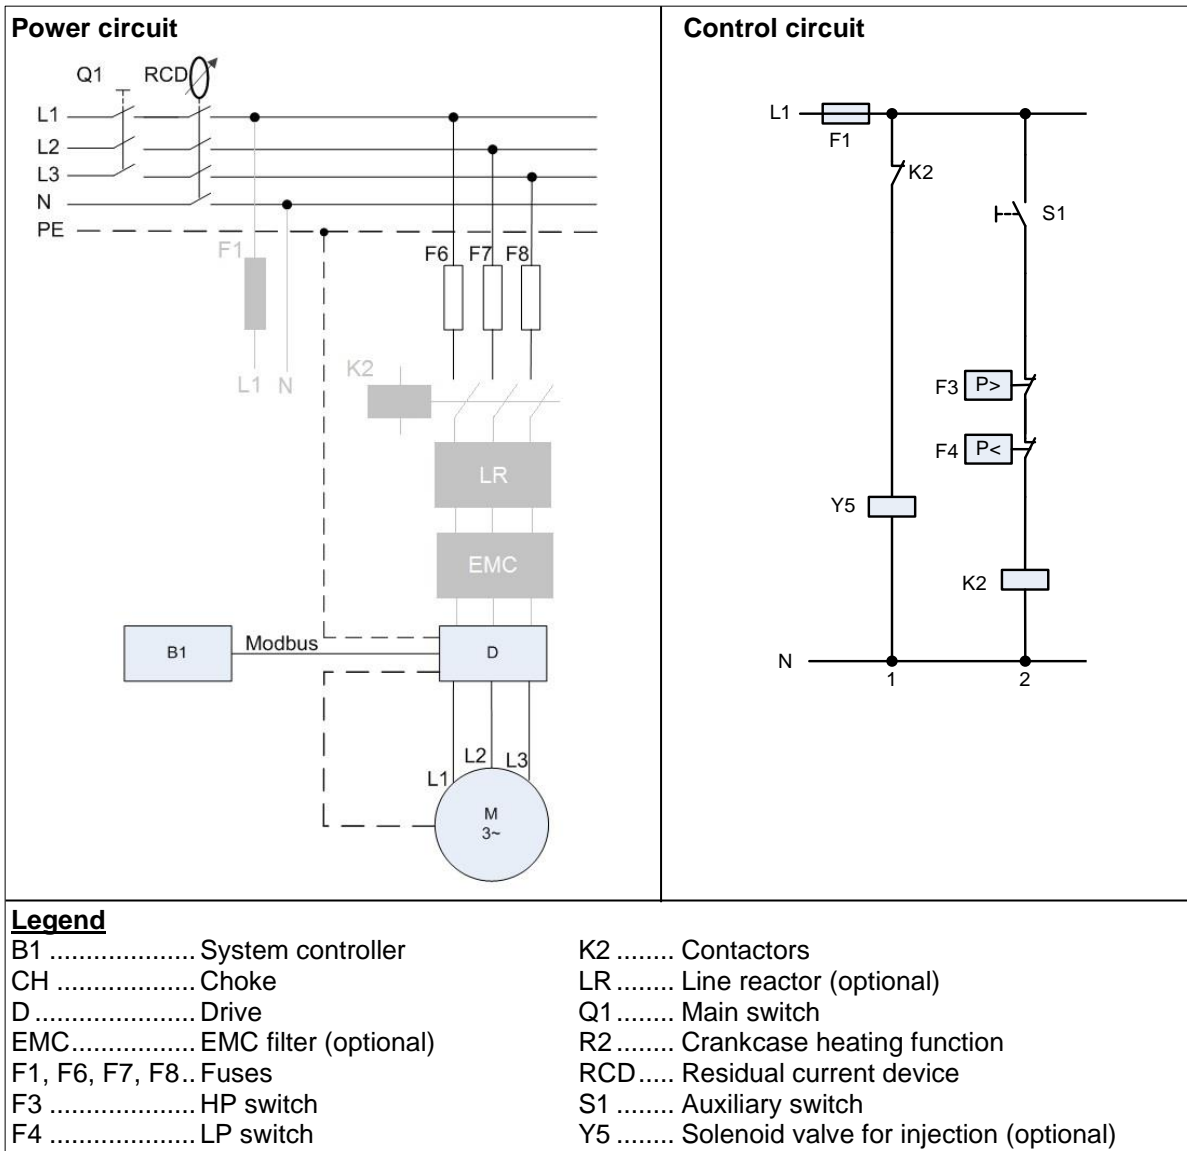 Power circuit
Q1 RCD
L1
L2
L3
N
PE
F1
F6 F7 F8
L1 N
K2
LR
EMC
B1
Modbus
D
L1 L2 L3
M
3~
Control circuit
L1
F1
K2
S1
F3 P>
F4 P<
Y5
K2
N
1 2
Legend
B1 .................... System controller
CH ................... Choke
D ...................... Drive
EMC................. EMC filter (optional)
F1, F6, F7, F8.. Fuses
F3 .................... HP switch
F4 .................... LP switch
K2 ........ Contactors
LR ........ Line reactor (optional)
Q1........ Main switch
R2........ Crankcase heating function
RCD..... Residual current device
S1 ........ Auxiliary switch
Y5 ........ Solenoid valve for injection (optional)